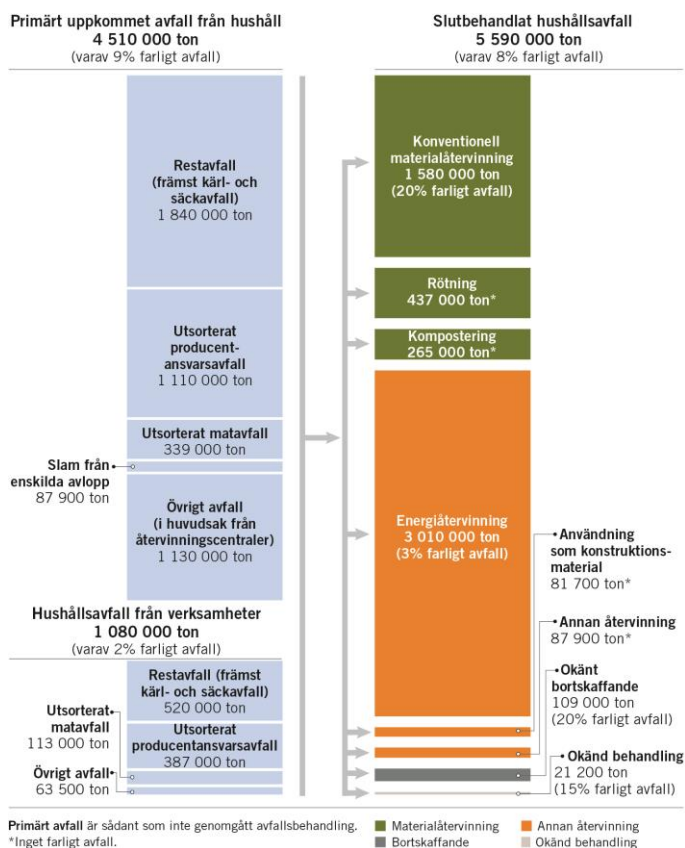 Primärt uppkommet avfall från hushåll
4 510 000 ton
(varav 9% farligt avfall)
Restavfall
(främst kärl- och
säckavfall)
1 840 000 ton
Utsorterat
producent-
ansvarsavfall
1 110 000 ton
Utsorterat matavfall
339 000 ton
Slam från
enskilda avlopp
87 900 ton
Övrigt avfall
(i huvudsak från
återvinningscentraler)
1 130 000 ton
Hushållsavfall från verksamheter
1 080 000 ton
(varav 2% farligt avfall)
Restavfall (främst
kärl- och säckavfall)
520 000 ton
Utsorterat
producentansvarsavfall
387 000 ton
Utsorterat
matavfall
113 000 ton
Övrigt avfall
63 500 ton
Slutbehandlat hushållsavfall
5 590 000 ton
(varav 8% farligt avfall)
Konventionell
materialåtervinning
1 580 000 ton
(20% farligt avfall)
Rötning
437 000 ton*
Kompostering
265 000 ton*
Energiåtervinning
3 010 000 ton
(3% farligt avfall)
Användning
som konstruktions-
material
81 700 ton*
Annan återvinning
87 900 ton*
Okänt
bortskaffande
109 000 ton
(20% farligt avfall)
Okänd behandling
21 200 ton
(15% farligt avfall)
Primärt avfall är sådant som inte genomgått avfallsbehandling.
*Inget farligt avfall.
Materialåtervinning
Annan återvinning
Bortskaffande
Okänd behandling